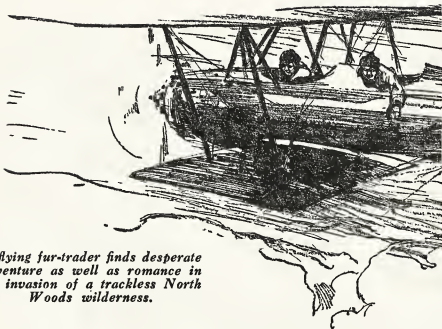 flying fur-trader finds desperate
venture as well as romance in
invasion of a trackless North
Woods wilderness.